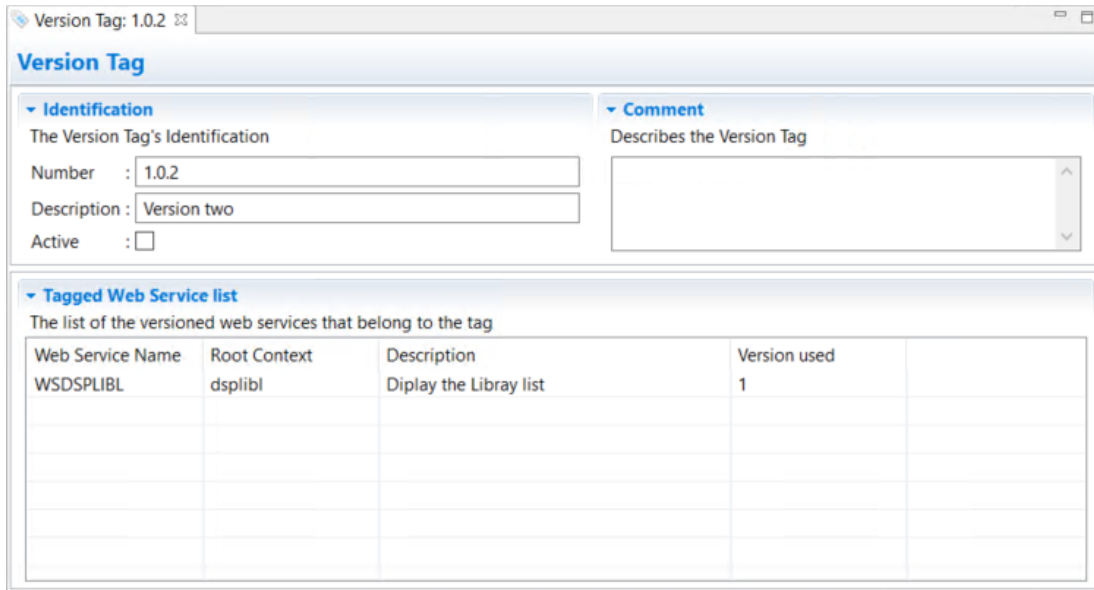 Version Tag: 1.0.2
Version Tag
Identification
The Version Tag's Identification
Number : 1.0.2
Description : Version two
Active :
Comment
Describes the Version Tag
Tagged Web Service list
The list of the versioned web services that belong to the tag
Web Service Name Root Context Description Version used
WSDSPLIBL dsplibl Diplay the Libray list 1